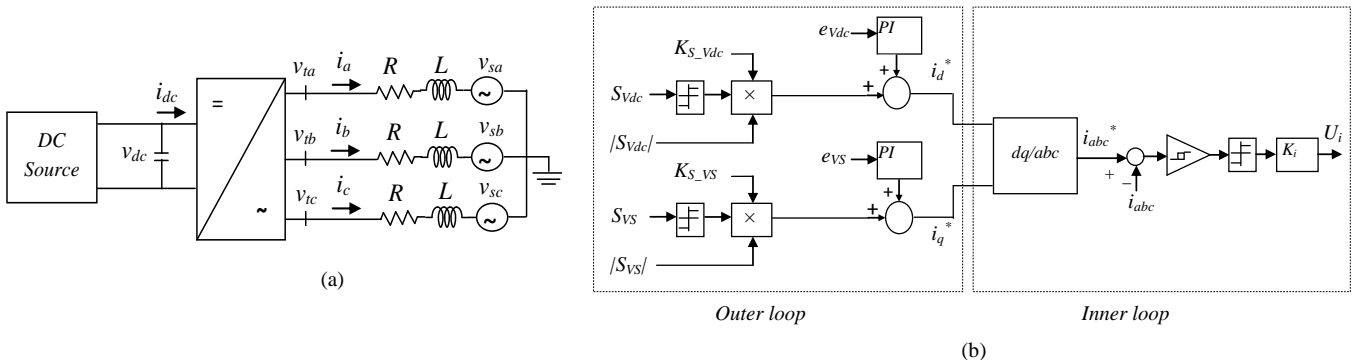 DC
Source
i_dc
v_dc
=
~
v_ta
i_a
R
L
v_sa
~
v_tb
i_b
R
L
v_sb
~
v_tc
i_c
R
L
v_sc
~
(a)
e_Vdc
PI
K_S_Vdc
S_Vdc
×
+
+
i_d*
|S_Vdc|
e_VS
PI
K_S_VS
S_VS
×
+
+
i_q*
|S_VS|
Outer loop
dq/abc
i_abc*
+
−
i_abc
K_i
U_i
Inner loop
(b)